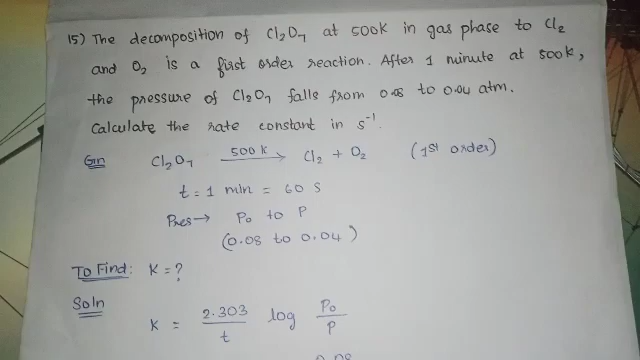 15) The decomposition of Cl2O7 at 500K in gas phase to Cl2
and O2 is a first order reaction. After 1 minute at 500K,
the pressure of Cl2O7 falls from 0.08 to 0.04 atm.
Calculate the rate constant in s⁻¹.
Gn Cl2O7 500 K → Cl2 + O2 (1st order)
t = 1 min = 60 S
Pres → P0 to P
(0.08 to 0.04)
To Find: K = ?
Soln
K = 2.303/t log P0/P
0.08